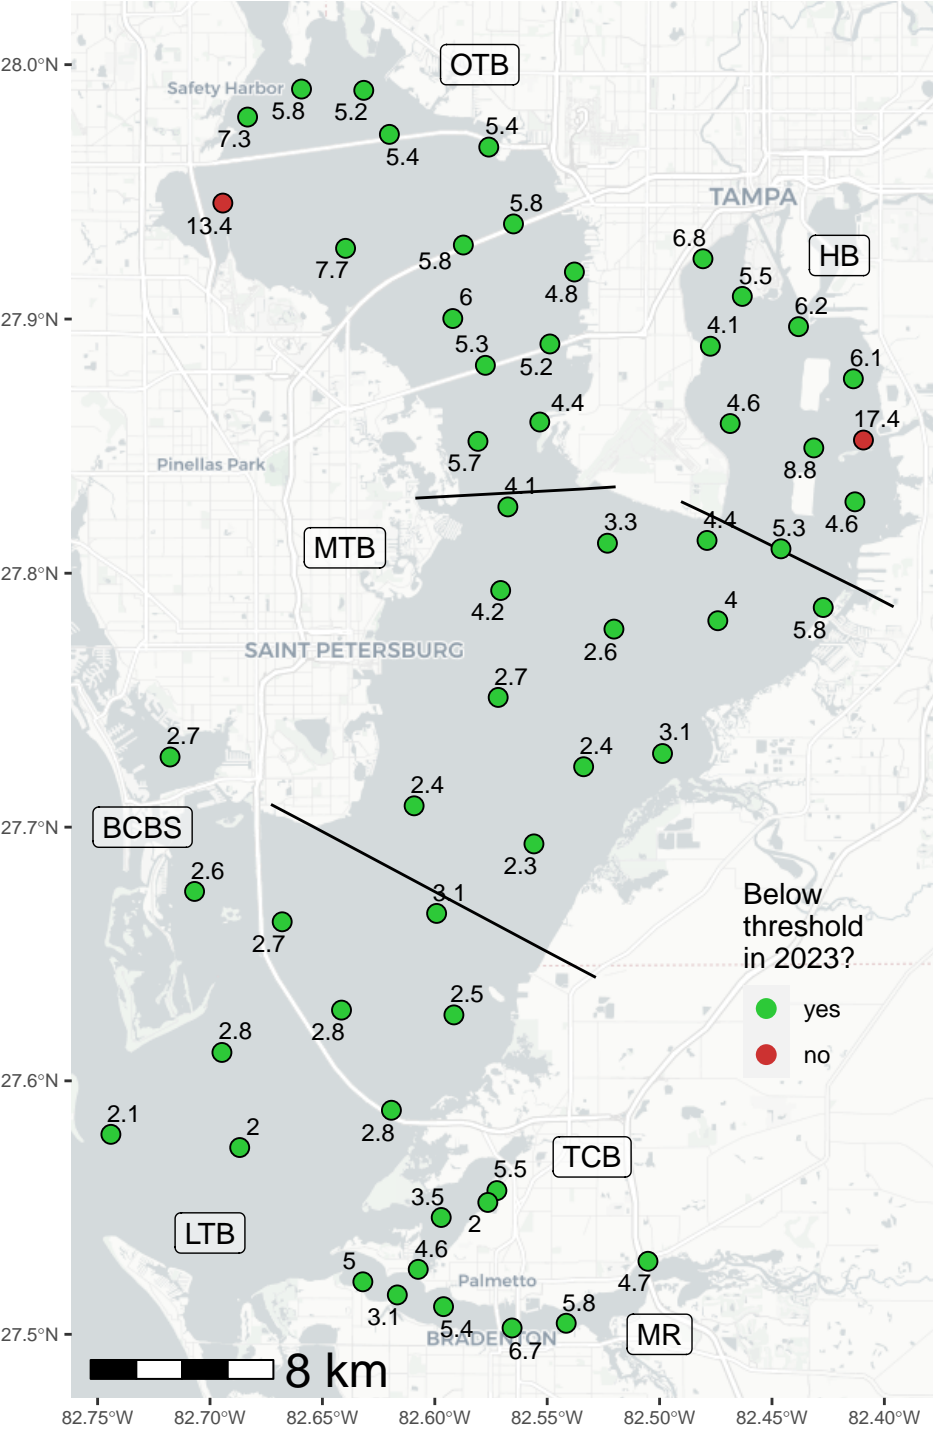 28.0°N
OTB
Safety Harbor
5.8
5.2
7.3
5.4
5.4
TAMPA
13.4
5.8
5.8
7.7
6.8
HB
4.8
5.5
6
6.2
27.9°N
5.3
4.1
5.2
6.1
4.4
4.6
17.4
Pinellas Park
5.7
8.8
4.1
3.3
4.4
5.3
4.6
MTB
27.8°N
4.2
4
5.8
2.6
SAINT PETERSBURG
2.7
2.7
3.1
2.4
2.4
BCBS
27.7°N
2.3
2.6
3.1
2.7
Below
threshold
in 2023?
2.5
yes
2.8
2.8
no
27.6°N
2.1
2
2.8
TCB
5.5
3.5
2
LTB
4.6
5
Palmetto
4.7
3.1
5.4
5.8
BRADENTON
MR
27.5°N
6.7
8 km
82.75°W
82.70°W
82.65°W
82.60°W
82.55°W
82.50°W
82.45°W
82.40°W